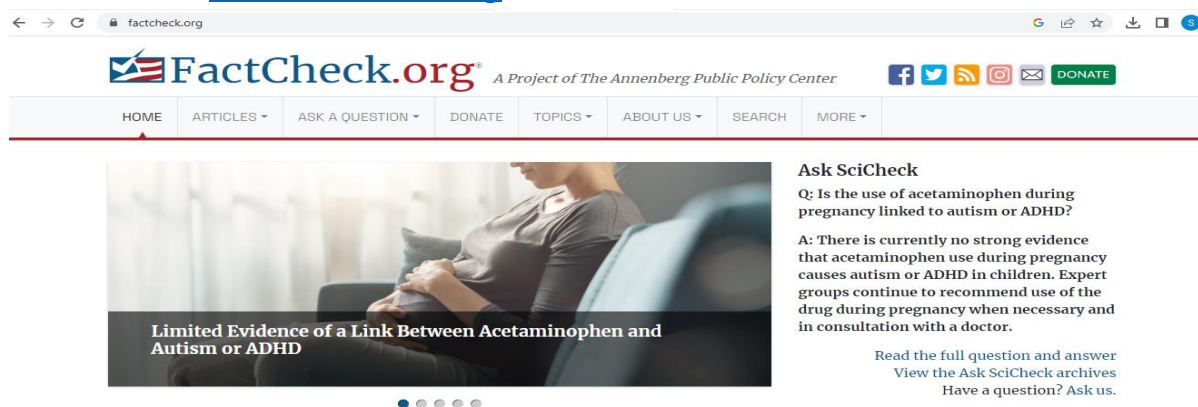 factcheck.org
FactCheck.org® A Project of The Annenberg Public Policy Center
DONATE
HOME ARTICLES ASK A QUESTION DONATE TOPICS ABOUT US SEARCH MORE
Limited Evidence of a Link Between Acetaminophen and
Autism or ADHD
Ask SciCheck
Q: Is the use of acetaminophen during
pregnancy linked to autism or ADHD?
A: There is currently no strong evidence
that acetaminophen use during pregnancy
causes autism or ADHD in children. Expert
groups continue to recommend use of the
drug during pregnancy when necessary and
in consultation with a doctor.
Read the full question and answer
View the Ask SciCheck archives
Have a question? Ask us.